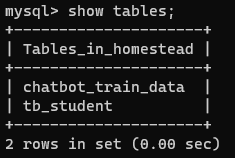 mysql> show tables;
+---------------------+
| Tables_in_homestead |
+---------------------+
| chatbot_train_data  |
| tb_student          |
+---------------------+
2 rows in set (0.00 sec)